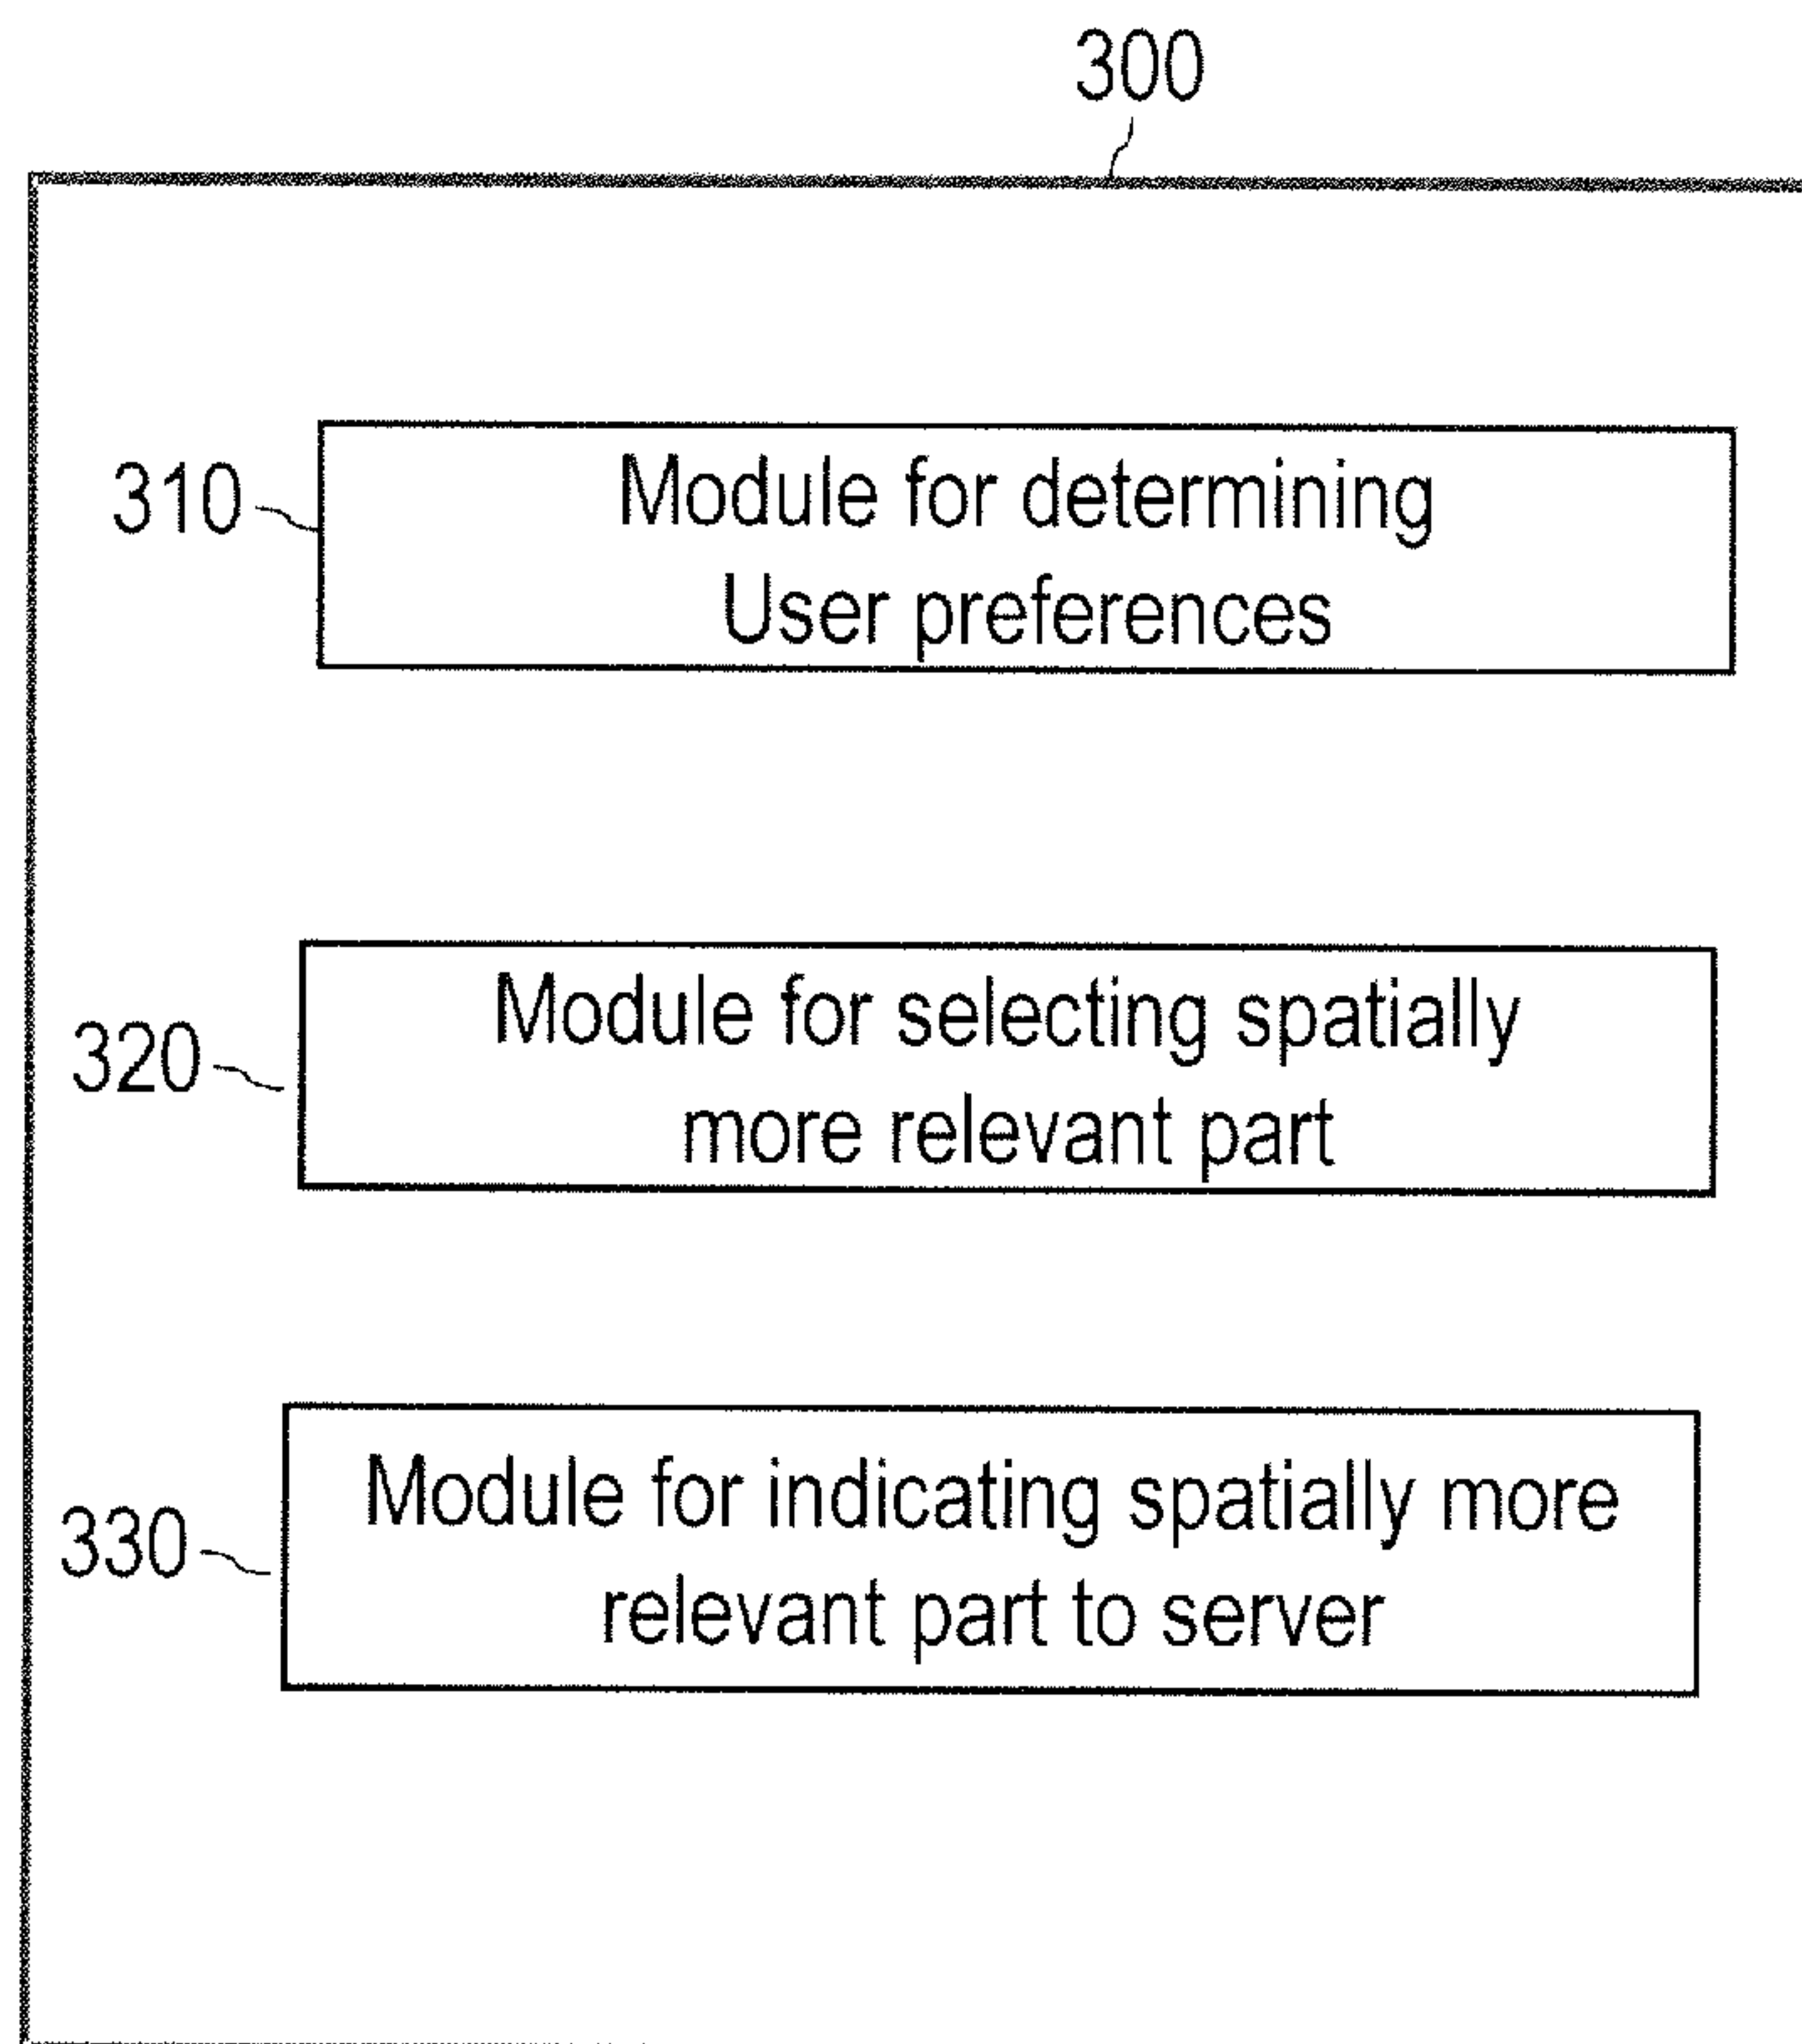 300
310
Module for determining
User preferences
320
Module for selecting spatially
more relevant part
330
Module for indicating spatially more
relevant part to server